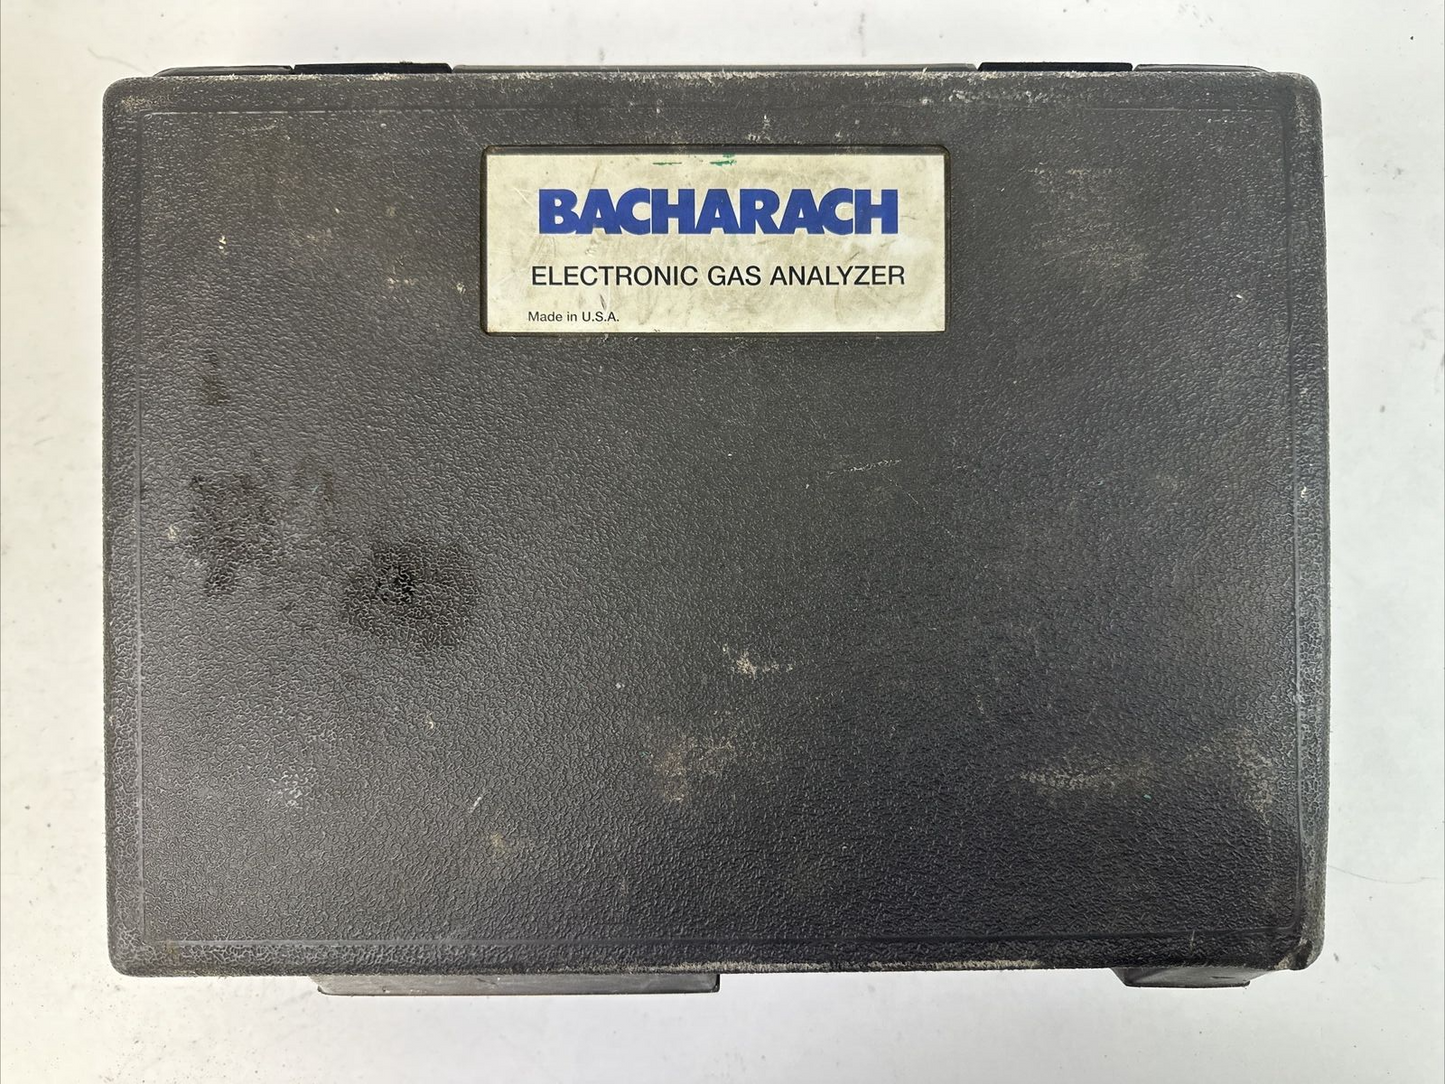 BACHARACH
ELECTRONIC GAS ANALYZER
Made in U.S.A.